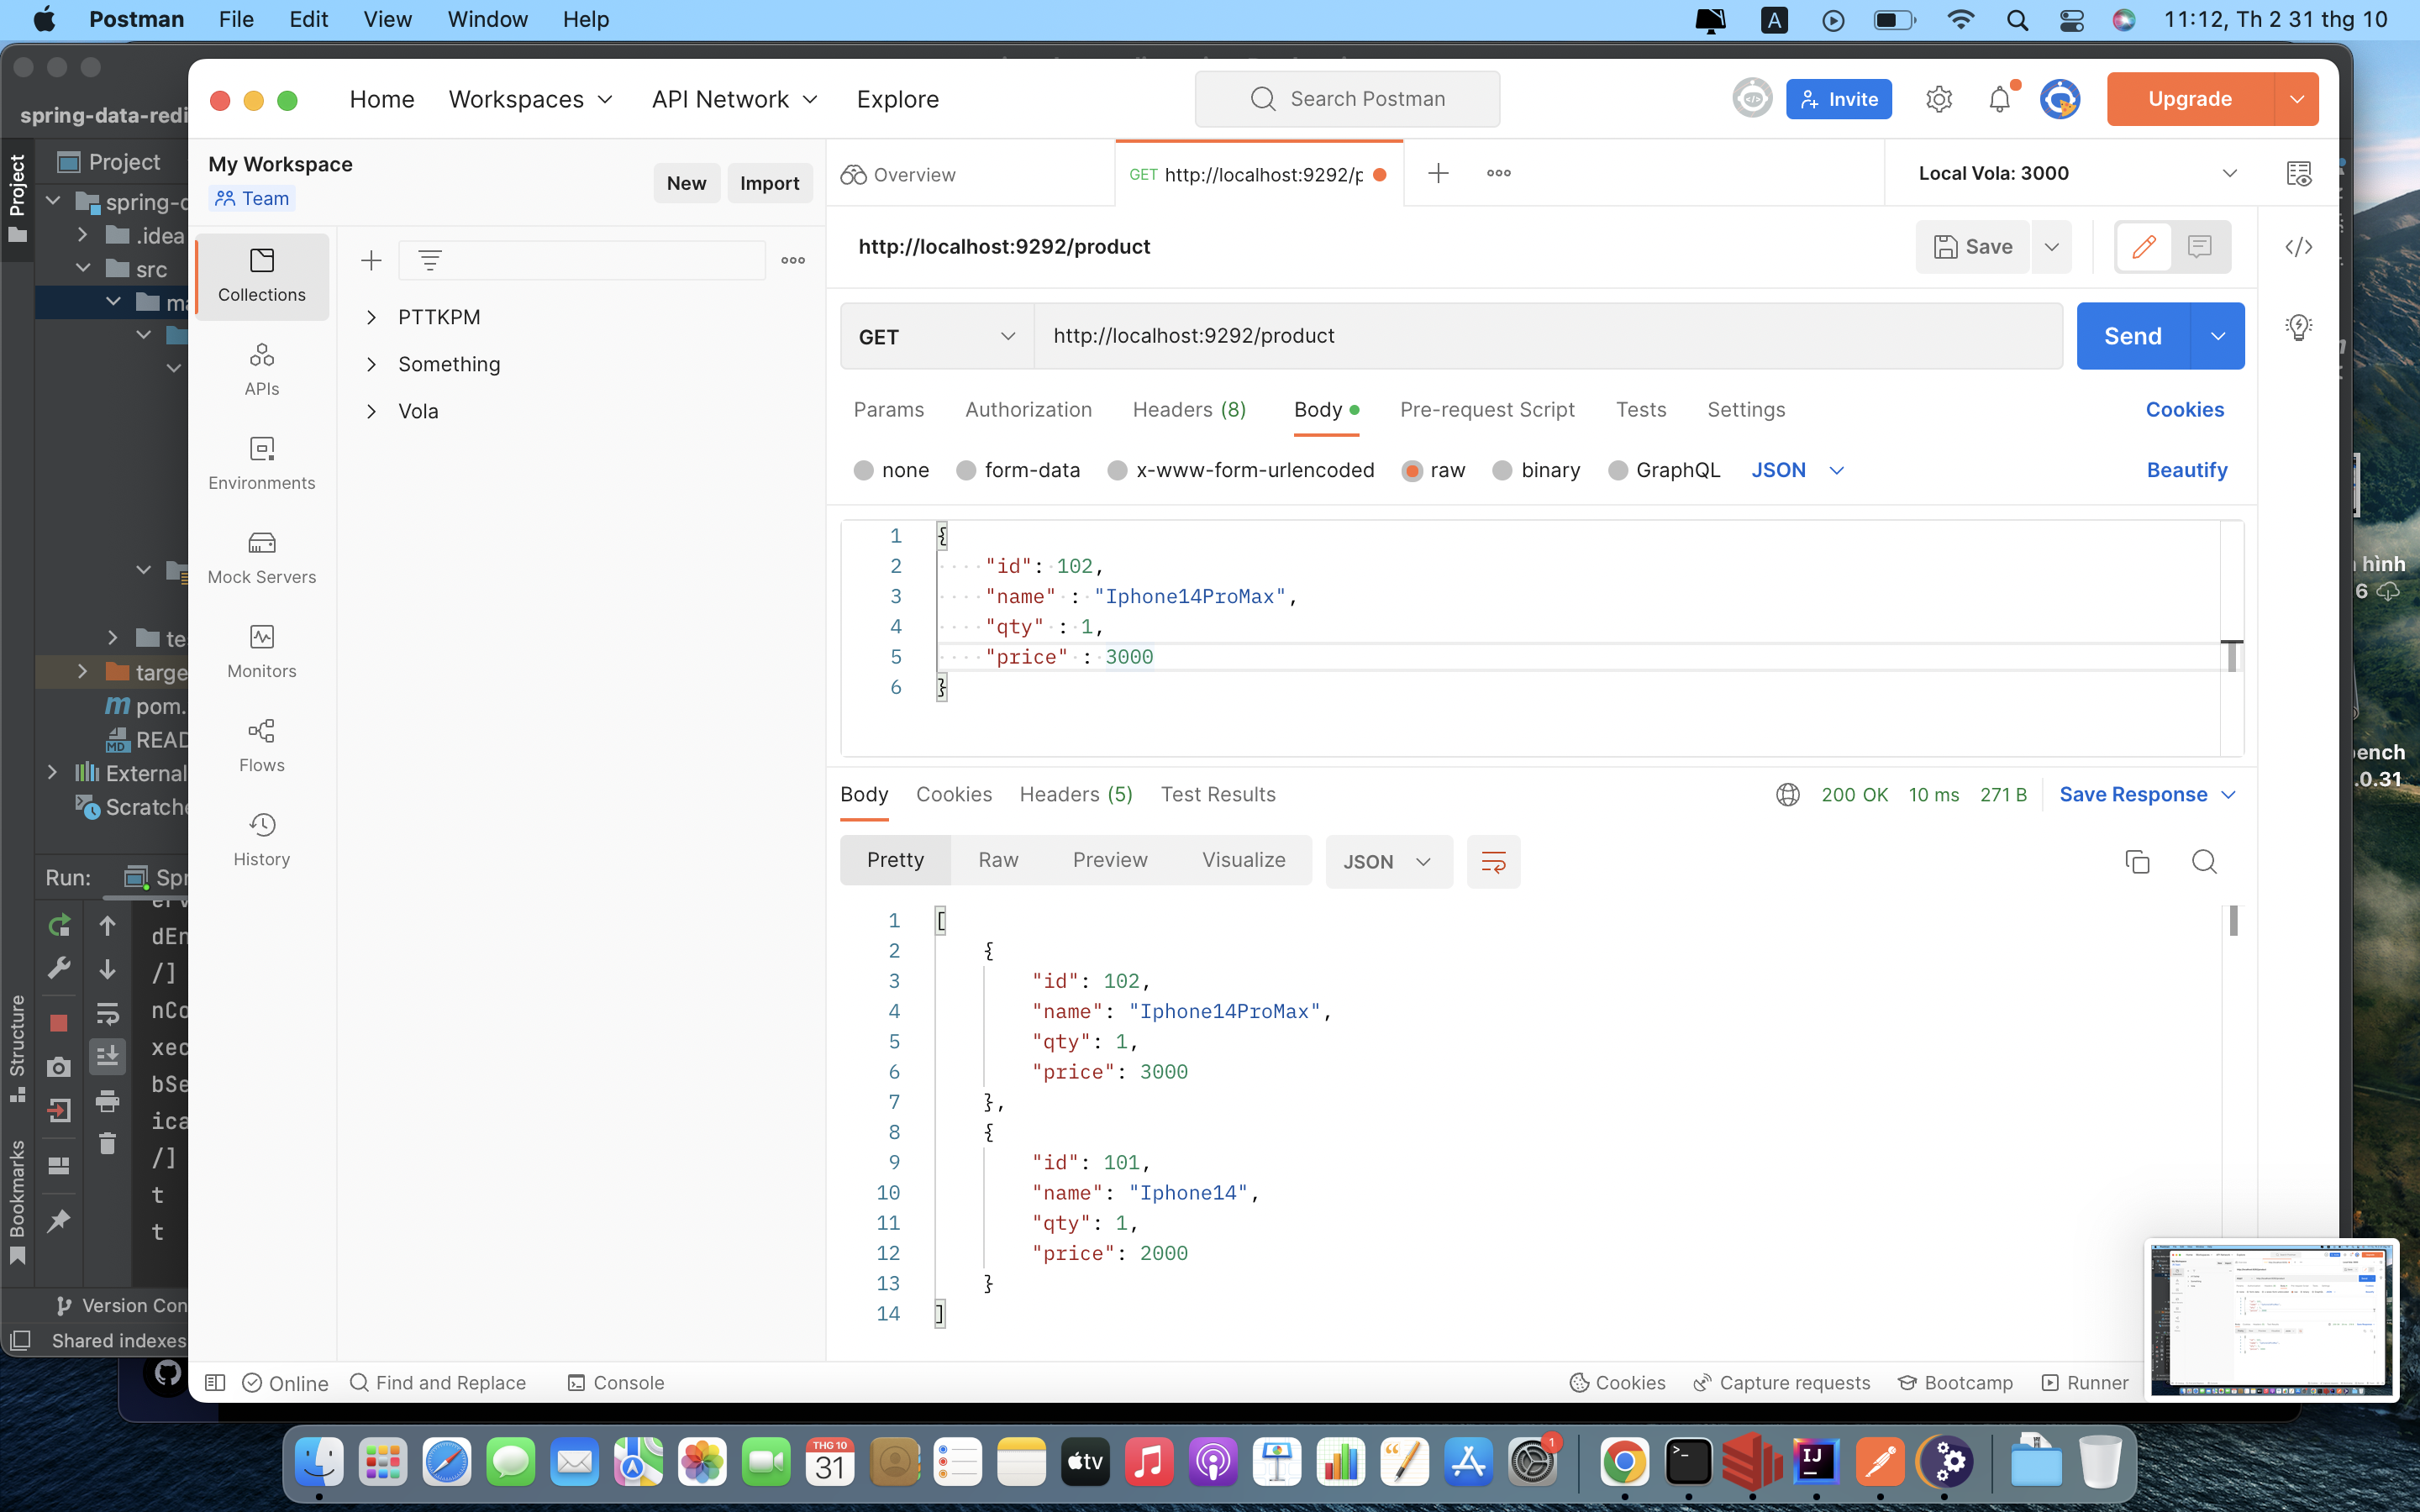 Postman File Edit View Window Help
A
11:12, Th 2 31 thg 10
spring-data-redi
Project
Project
spring-d
.idea
src
ma
te
targe
pom.
READ
External
Scratche
Run: Spr
dEn
/]
nCo
xec
bSe
ica
/]
t
t
Structure
Bookmarks
Version Con
Shared indexes
Home Workspaces API Network Explore
Search Postman
Invite
Upgrade
My Workspace
Team
New Import
Overview
GET http://localhost:9292/p
Local Vola: 3000
Collections
APIs
Environments
Mock Servers
Monitors
Flows
History
PTTKPM
Something
Vola
http://localhost:9292/product
Save
GET http://localhost:9292/product
Send
Params Authorization Headers (8) Body Pre-request Script Tests Settings
Cookies
none form-data x-www-form-urlencoded raw binary GraphQL JSON
Beautify
1 {
2 "id": 102,
3 "name" : "Iphone14ProMax",
4 "qty" : 1,
5 "price" : 3000
6 }
Body Cookies Headers (5) Test Results
200 OK 10 ms 271 B Save Response
Pretty Raw Preview Visualize JSON
1 [
2 {
3 "id": 102,
4 "name": "Iphone14ProMax",
5 "qty": 1,
6 "price": 3000
7 },
8 {
9 "id": 101,
10 "name": "Iphone14",
11 "qty": 1,
12 "price": 2000
13 }
14 ]
Online Find and Replace Console
Cookies Capture requests Bootcamp Runner
hình
6
ench
.0.31
THG 10
31
tv
1
IJ